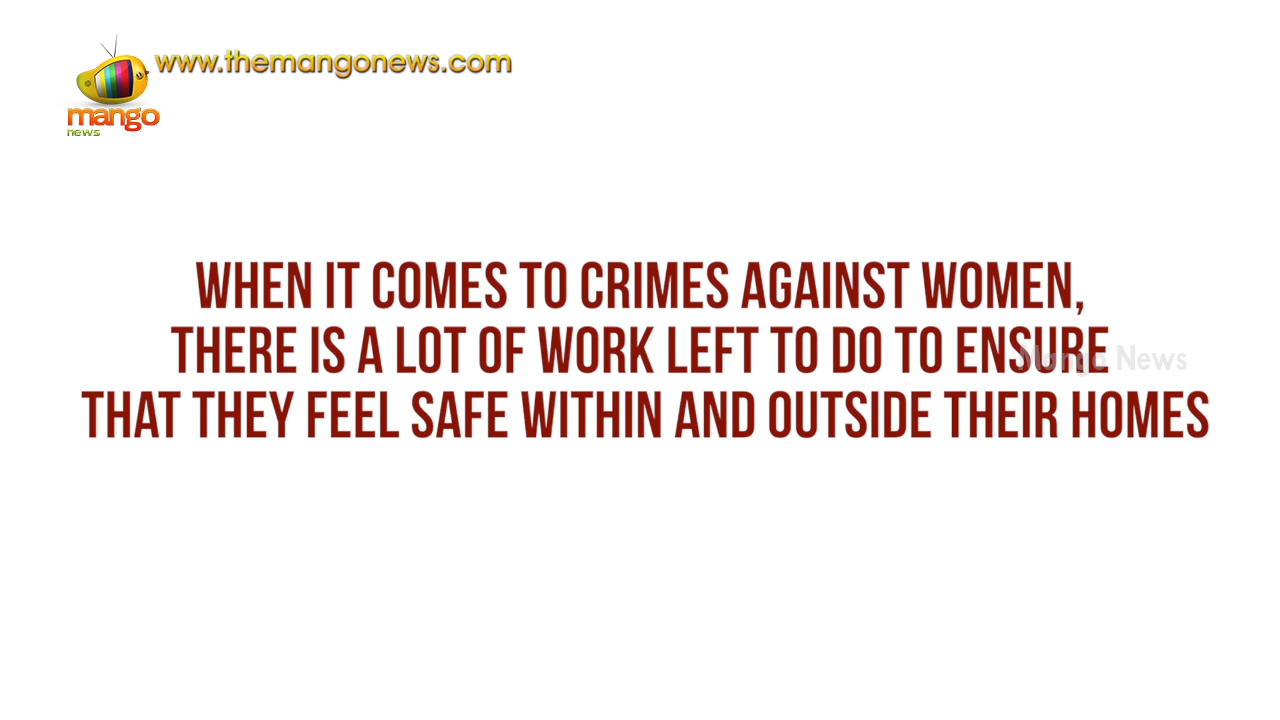 www.themangonews.com
mango
news
WHEN IT COMES TO CRIMES AGAINST WOMEN,
THERE IS A LOT OF WORK LEFT TO DO TO ENSURE
Mango News
THAT THEY FEEL SAFE WITHIN AND OUTSIDE THEIR HOMES